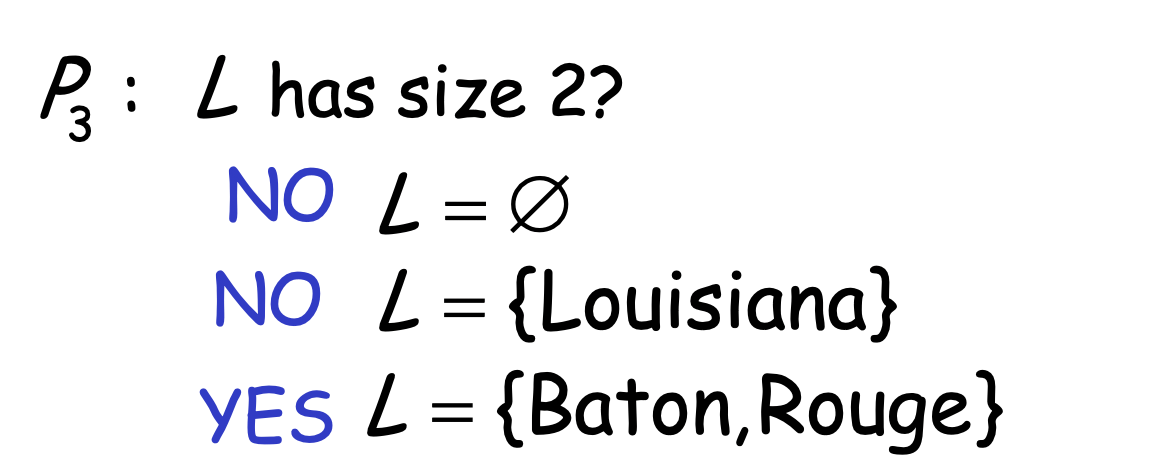 P₃ : L has size 2?
NO L = ∅
NO L = {Louisiana}
YES L = {Baton,Rouge}